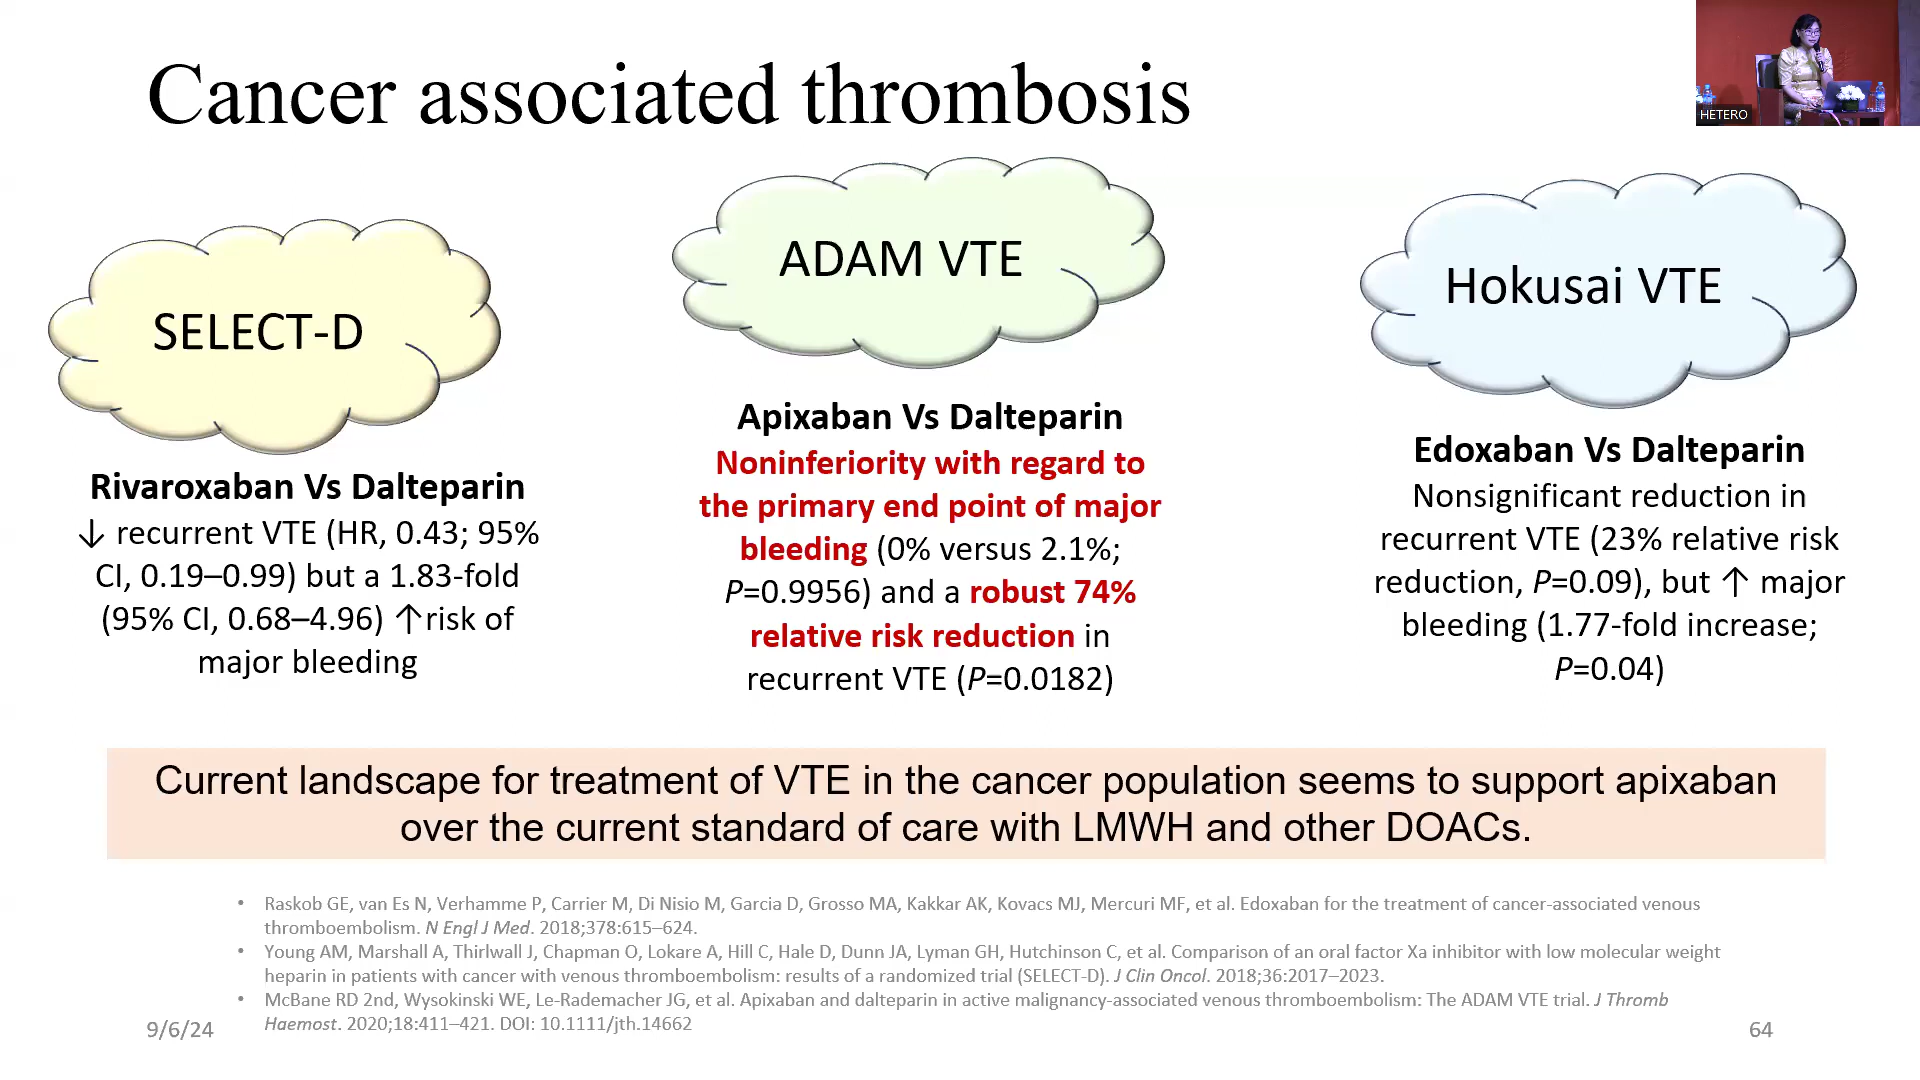 Cancer associated thrombosis
HETERO
SELECT-D
Rivaroxaban Vs Dalteparin
↓ recurrent VTE (HR, 0.43; 95%
CI, 0.19–0.99) but a 1.83-fold
(95% CI, 0.68–4.96) ↑risk of
major bleeding
ADAM VTE
Apixaban Vs Dalteparin
Noninferiority with regard to
the primary end point of major
bleeding (0% versus 2.1%;
P=0.9956) and a robust 74%
relative risk reduction in
recurrent VTE (P=0.0182)
Hokusai VTE
Edoxaban Vs Dalteparin
Nonsignificant reduction in
recurrent VTE (23% relative risk
reduction, P=0.09), but ↑ major
bleeding (1.77-fold increase;
P=0.04)
Current landscape for treatment of VTE in the cancer population seems to support apixaban
over the current standard of care with LMWH and other DOACs.
• Raskob GE, van Es N, Verhamme P, Carrier M, Di Nisio M, Garcia D, Grosso MA, Kakkar AK, Kovacs MJ, Mercuri MF, et al. Edoxaban for the treatment of cancer-associated venous
thromboembolism. N Engl J Med. 2018;378:615–624.
• Young AM, Marshall A, Thirlwall J, Chapman O, Lokare A, Hill C, Hale D, Dunn JA, Lyman GH, Hutchinson C, et al. Comparison of an oral factor Xa inhibitor with low molecular weight
heparin in patients with cancer with venous thromboembolism: results of a randomized trial (SELECT-D). J Clin Oncol. 2018;36:2017–2023.
• McBane RD 2nd, Wysokinski WE, Le-Rademacher JG, et al. Apixaban and dalteparin in active malignancy-associated venous thromboembolism: The ADAM VTE trial. J Thromb
Haemost. 2020;18:411–421. DOI: 10.1111/jth.14662
9/6/24
64